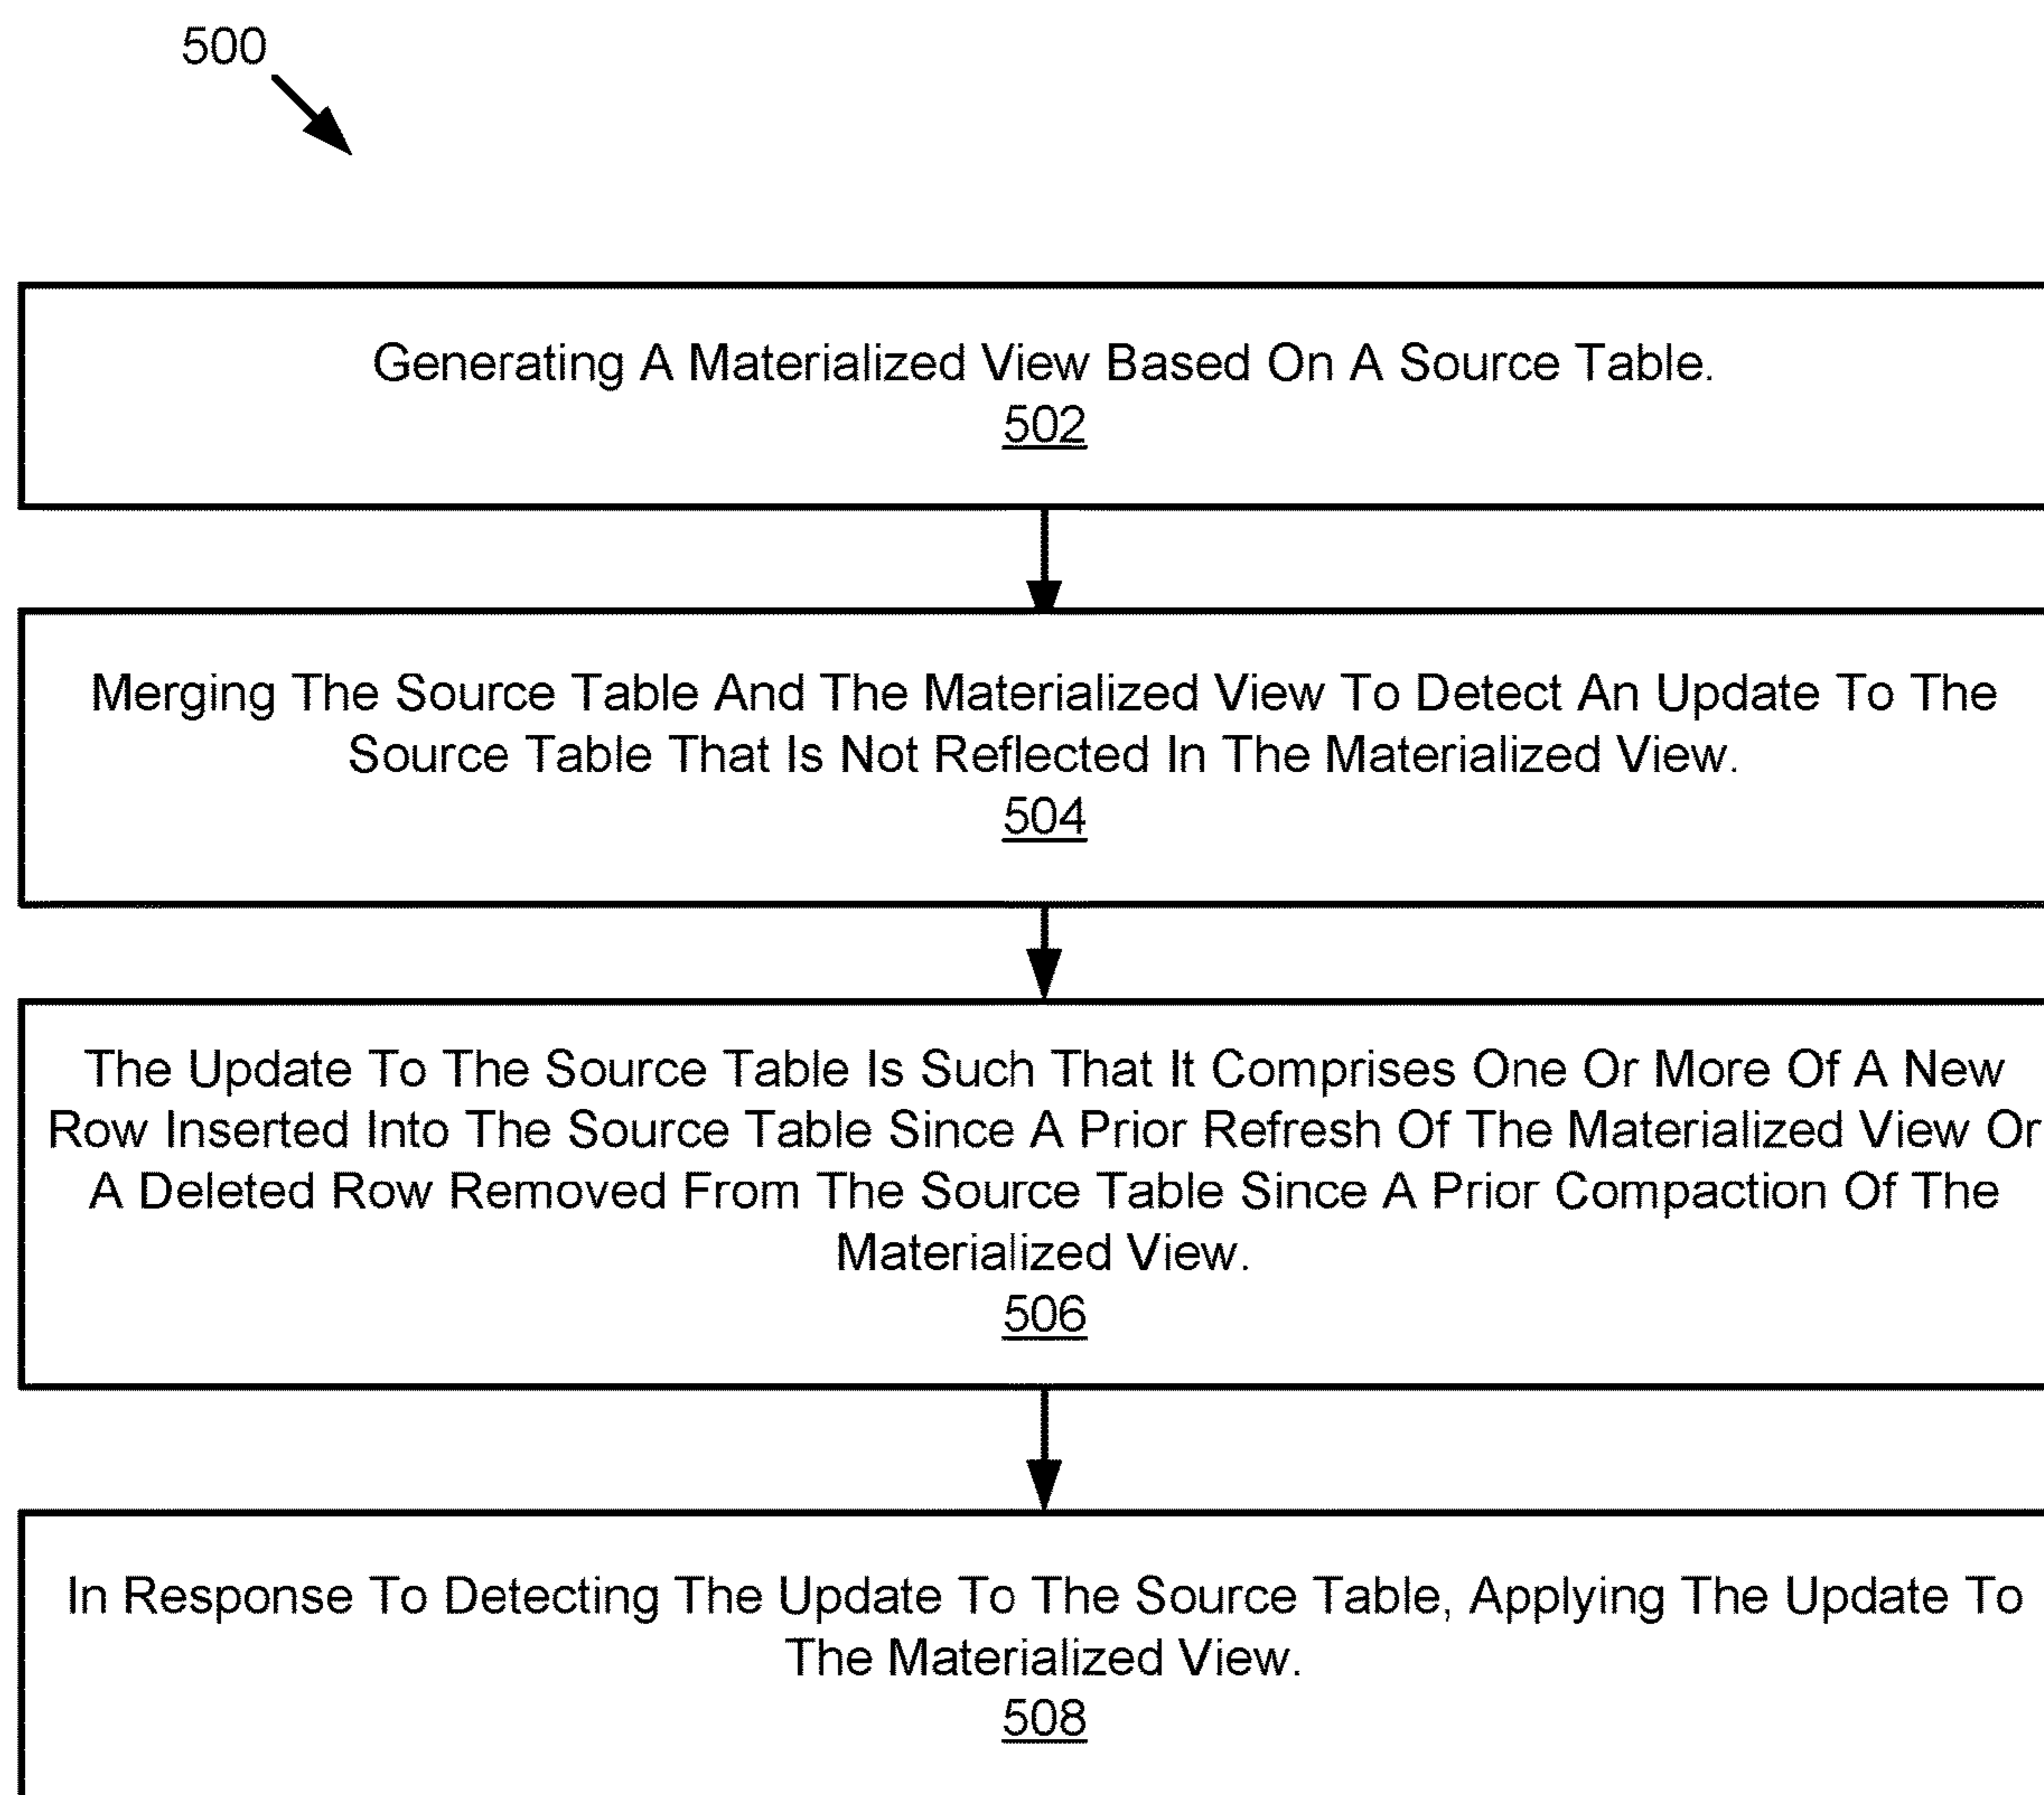 500
Generating A Materialized View Based On A Source Table.
502
Merging The Source Table And The Materialized View To Detect An Update To The
Source Table That Is Not Reflected In The Materialized View.
504
The Update To The Source Table Is Such That It Comprises One Or More Of A New
Row Inserted Into The Source Table Since A Prior Refresh Of The Materialized View Or
A Deleted Row Removed From The Source Table Since A Prior Compaction Of The
Materialized View.
506
In Response To Detecting The Update To The Source Table, Applying The Update To
The Materialized View.
508